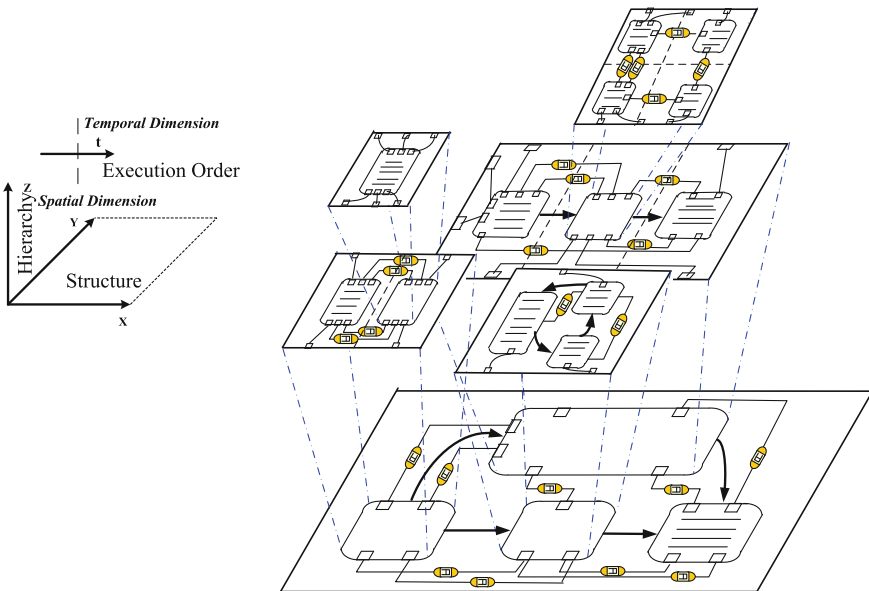 Temporal Dimension
t
Execution Order
Z
Spatial Dimension
Hierarchy
Y
Structure
X